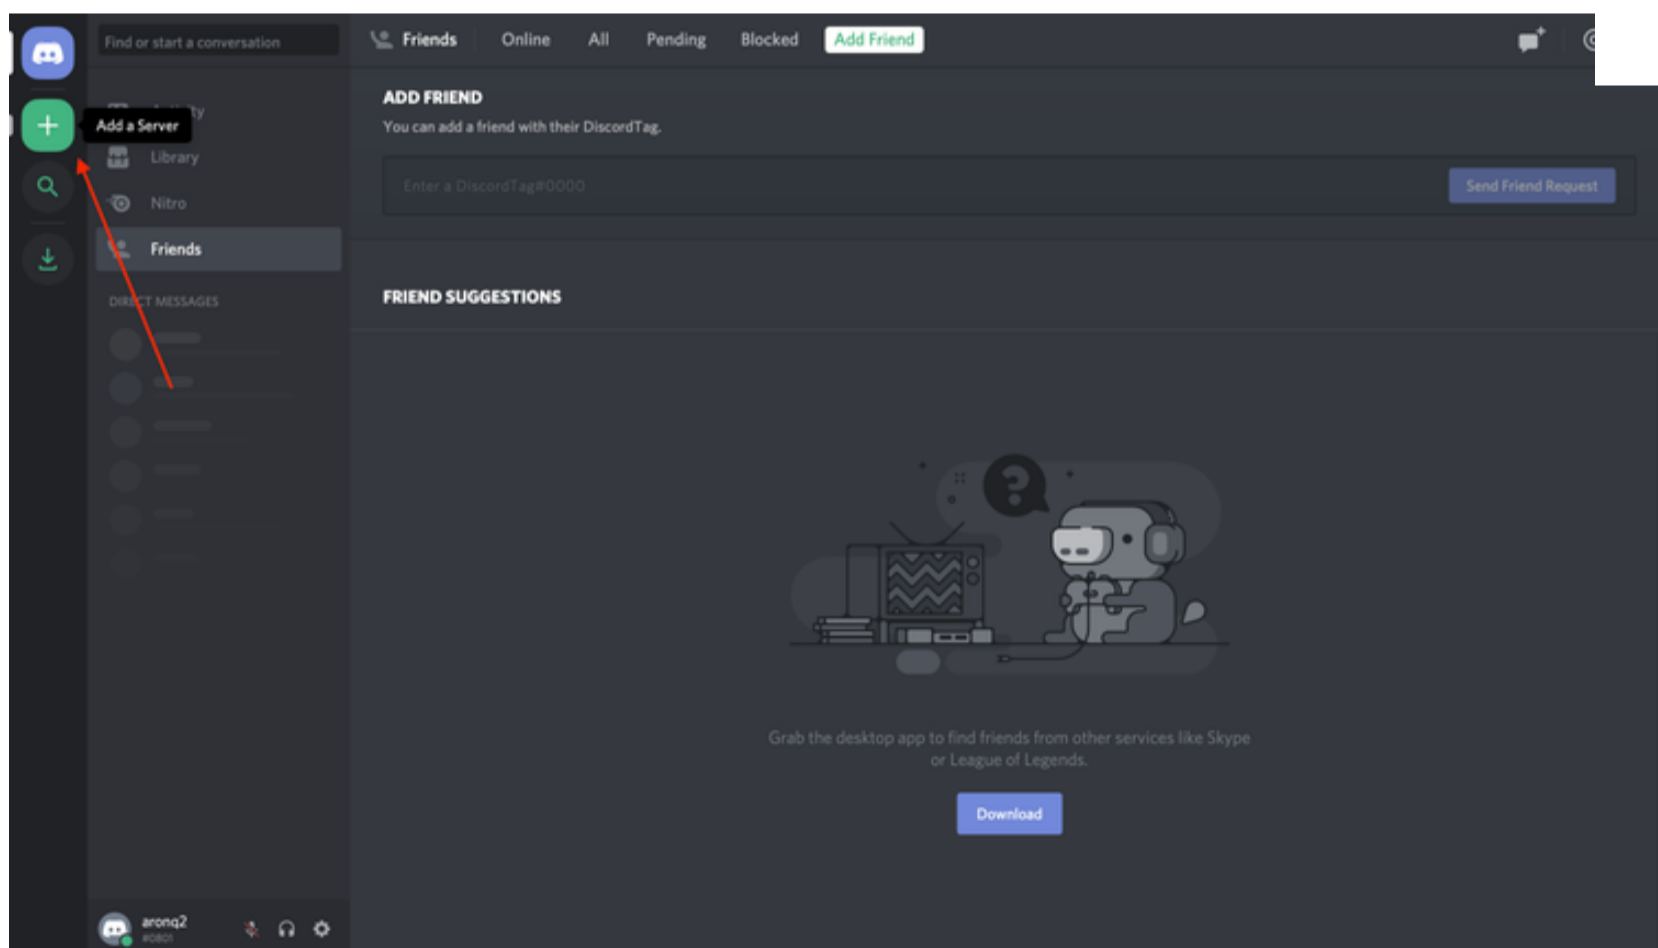 Find or start a conversation
Friends
Online
All
Pending
Blocked
Add Friend
Add a Server
Library
Nitro
Friends
DIRECT MESSAGES
ADD FRIEND
You can add a friend with their DiscordTag.
Enter a DiscordTag#0000
Send Friend Request
FRIEND SUGGESTIONS
?
Grab the desktop app to find friends from other services like Skype
or League of Legends.
Download
aronq2
#0801